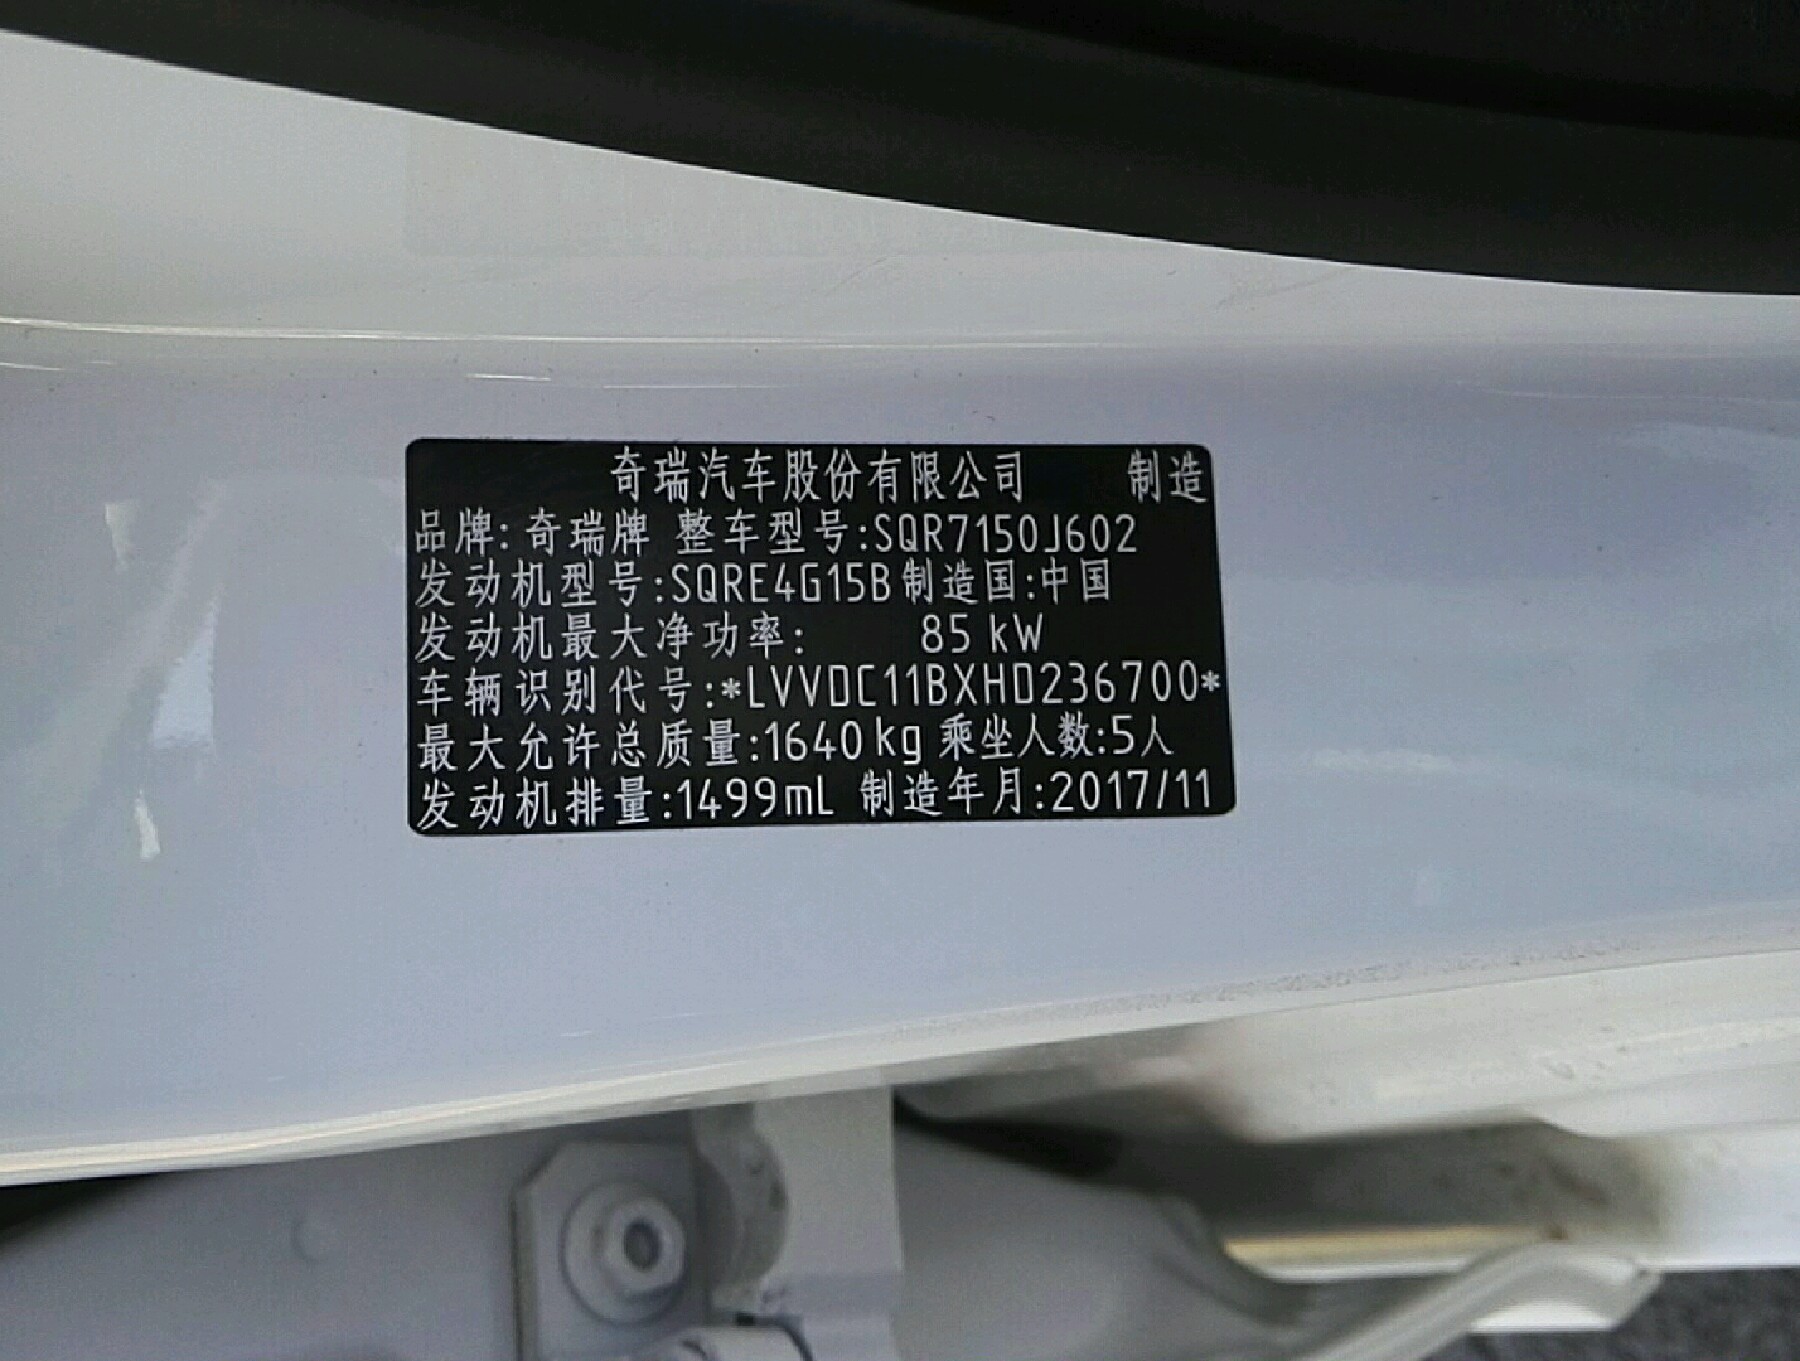 奇瑞汽车股份有限公司 制造
品牌:奇瑞牌 整车型号:SQR7150J602
发动机型号:SQRE4G15B 制造国:中国
发动机最大净功率: 85 kW
车辆识别代号:*LVVDC11BXHD236700*
最大允许总质量:1640kg 乘坐人数:5人
发动机排量:1499mL 制造年月:2017/11